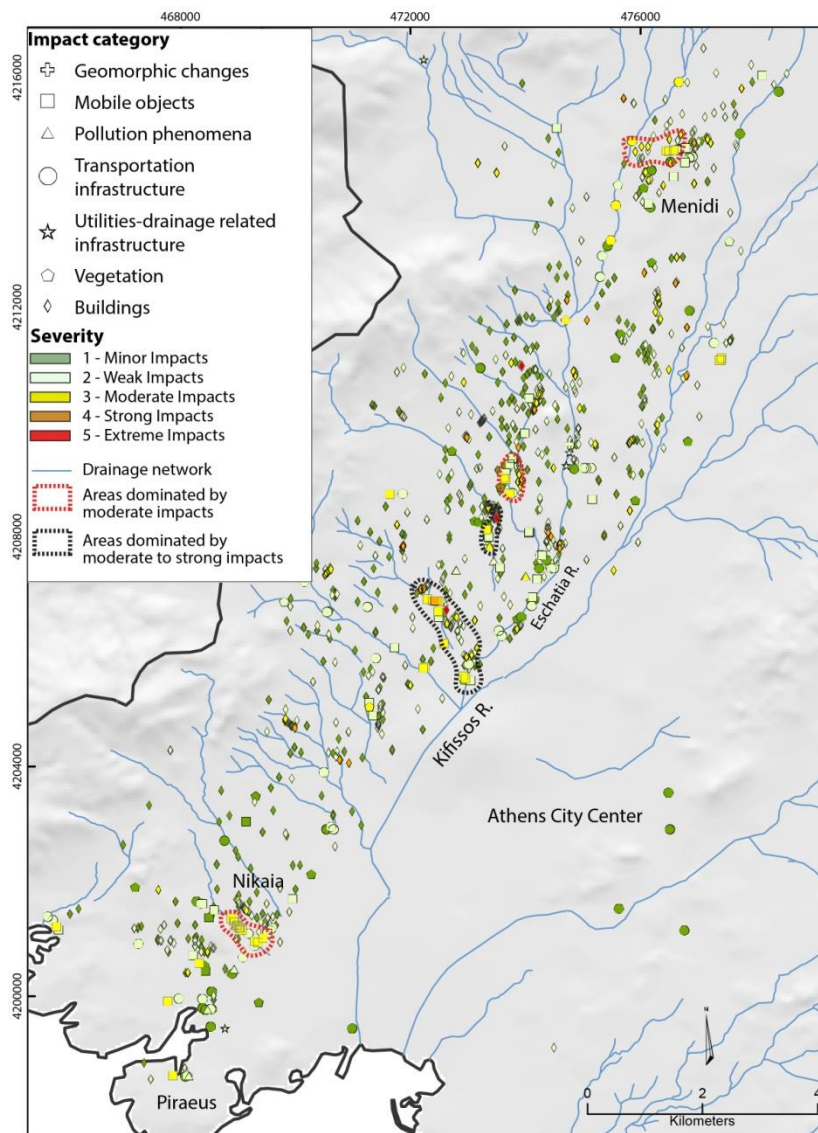 468000
472000
476000
4216000
4212000
4208000
4204000
4200000
Impact category
Geomorphic changes
Mobile objects
Pollution phenomena
Transportation
infrastructure
Utilities-drainage related
infrastructure
Vegetation
Buildings
Severity
1 - Minor Impacts
2 - Weak Impacts
3 - Moderate Impacts
4 - Strong Impacts
5 - Extreme Impacts
Drainage network
Areas dominated by
moderate impacts
Areas dominated by
moderate to strong impacts
Menidi
Eschatia R.
Kifissos R.
Athens City Center
Nikaia
Piraeus
N
0 2 4
Kilometers